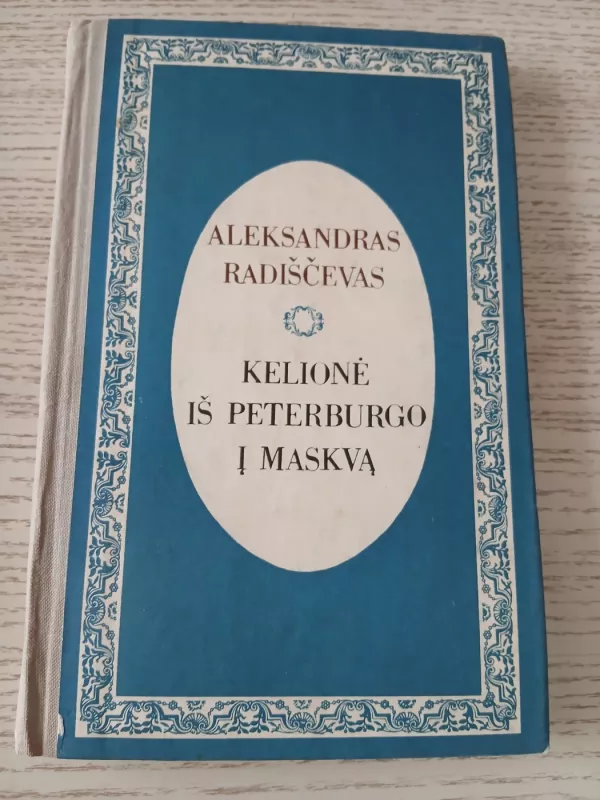 ALEKSANDRAS
RADIŠČEVAS
KELIONĖ
IŠ PETERBURGO
Į MASKVĄ